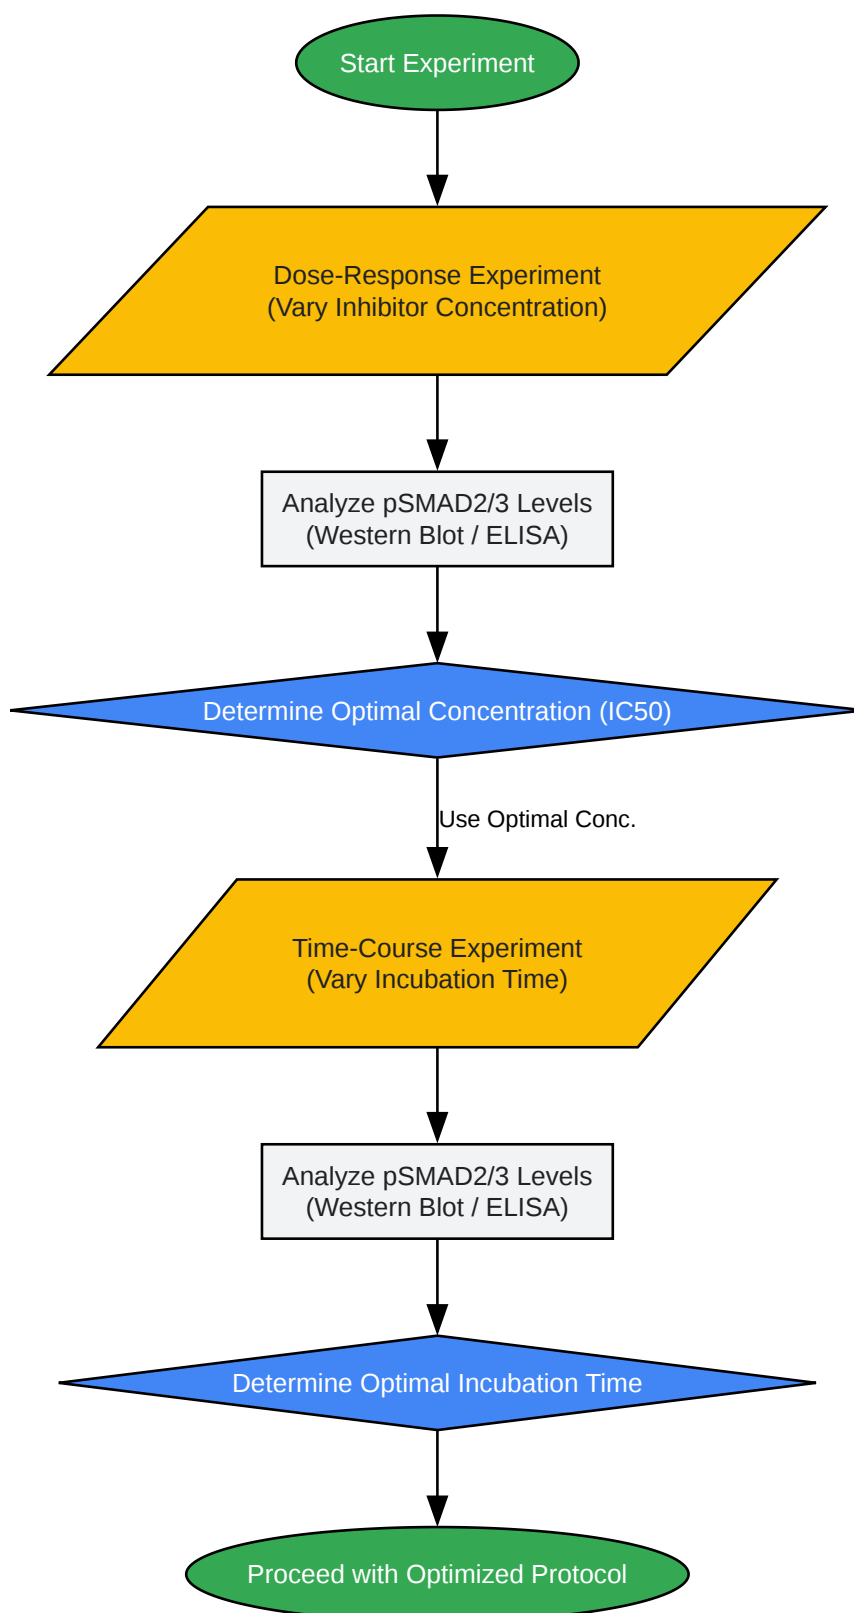 Start Experiment
Dose-Response Experiment
(Vary Inhibitor Concentration)
Analyze pSMAD2/3 Levels
(Western Blot / ELISA)
Determine Optimal Concentration (IC50)
Use Optimal Conc.
Time-Course Experiment
(Vary Incubation Time)
Analyze pSMAD2/3 Levels
(Western Blot / ELISA)
Determine Optimal Incubation Time
Proceed with Optimized Protocol